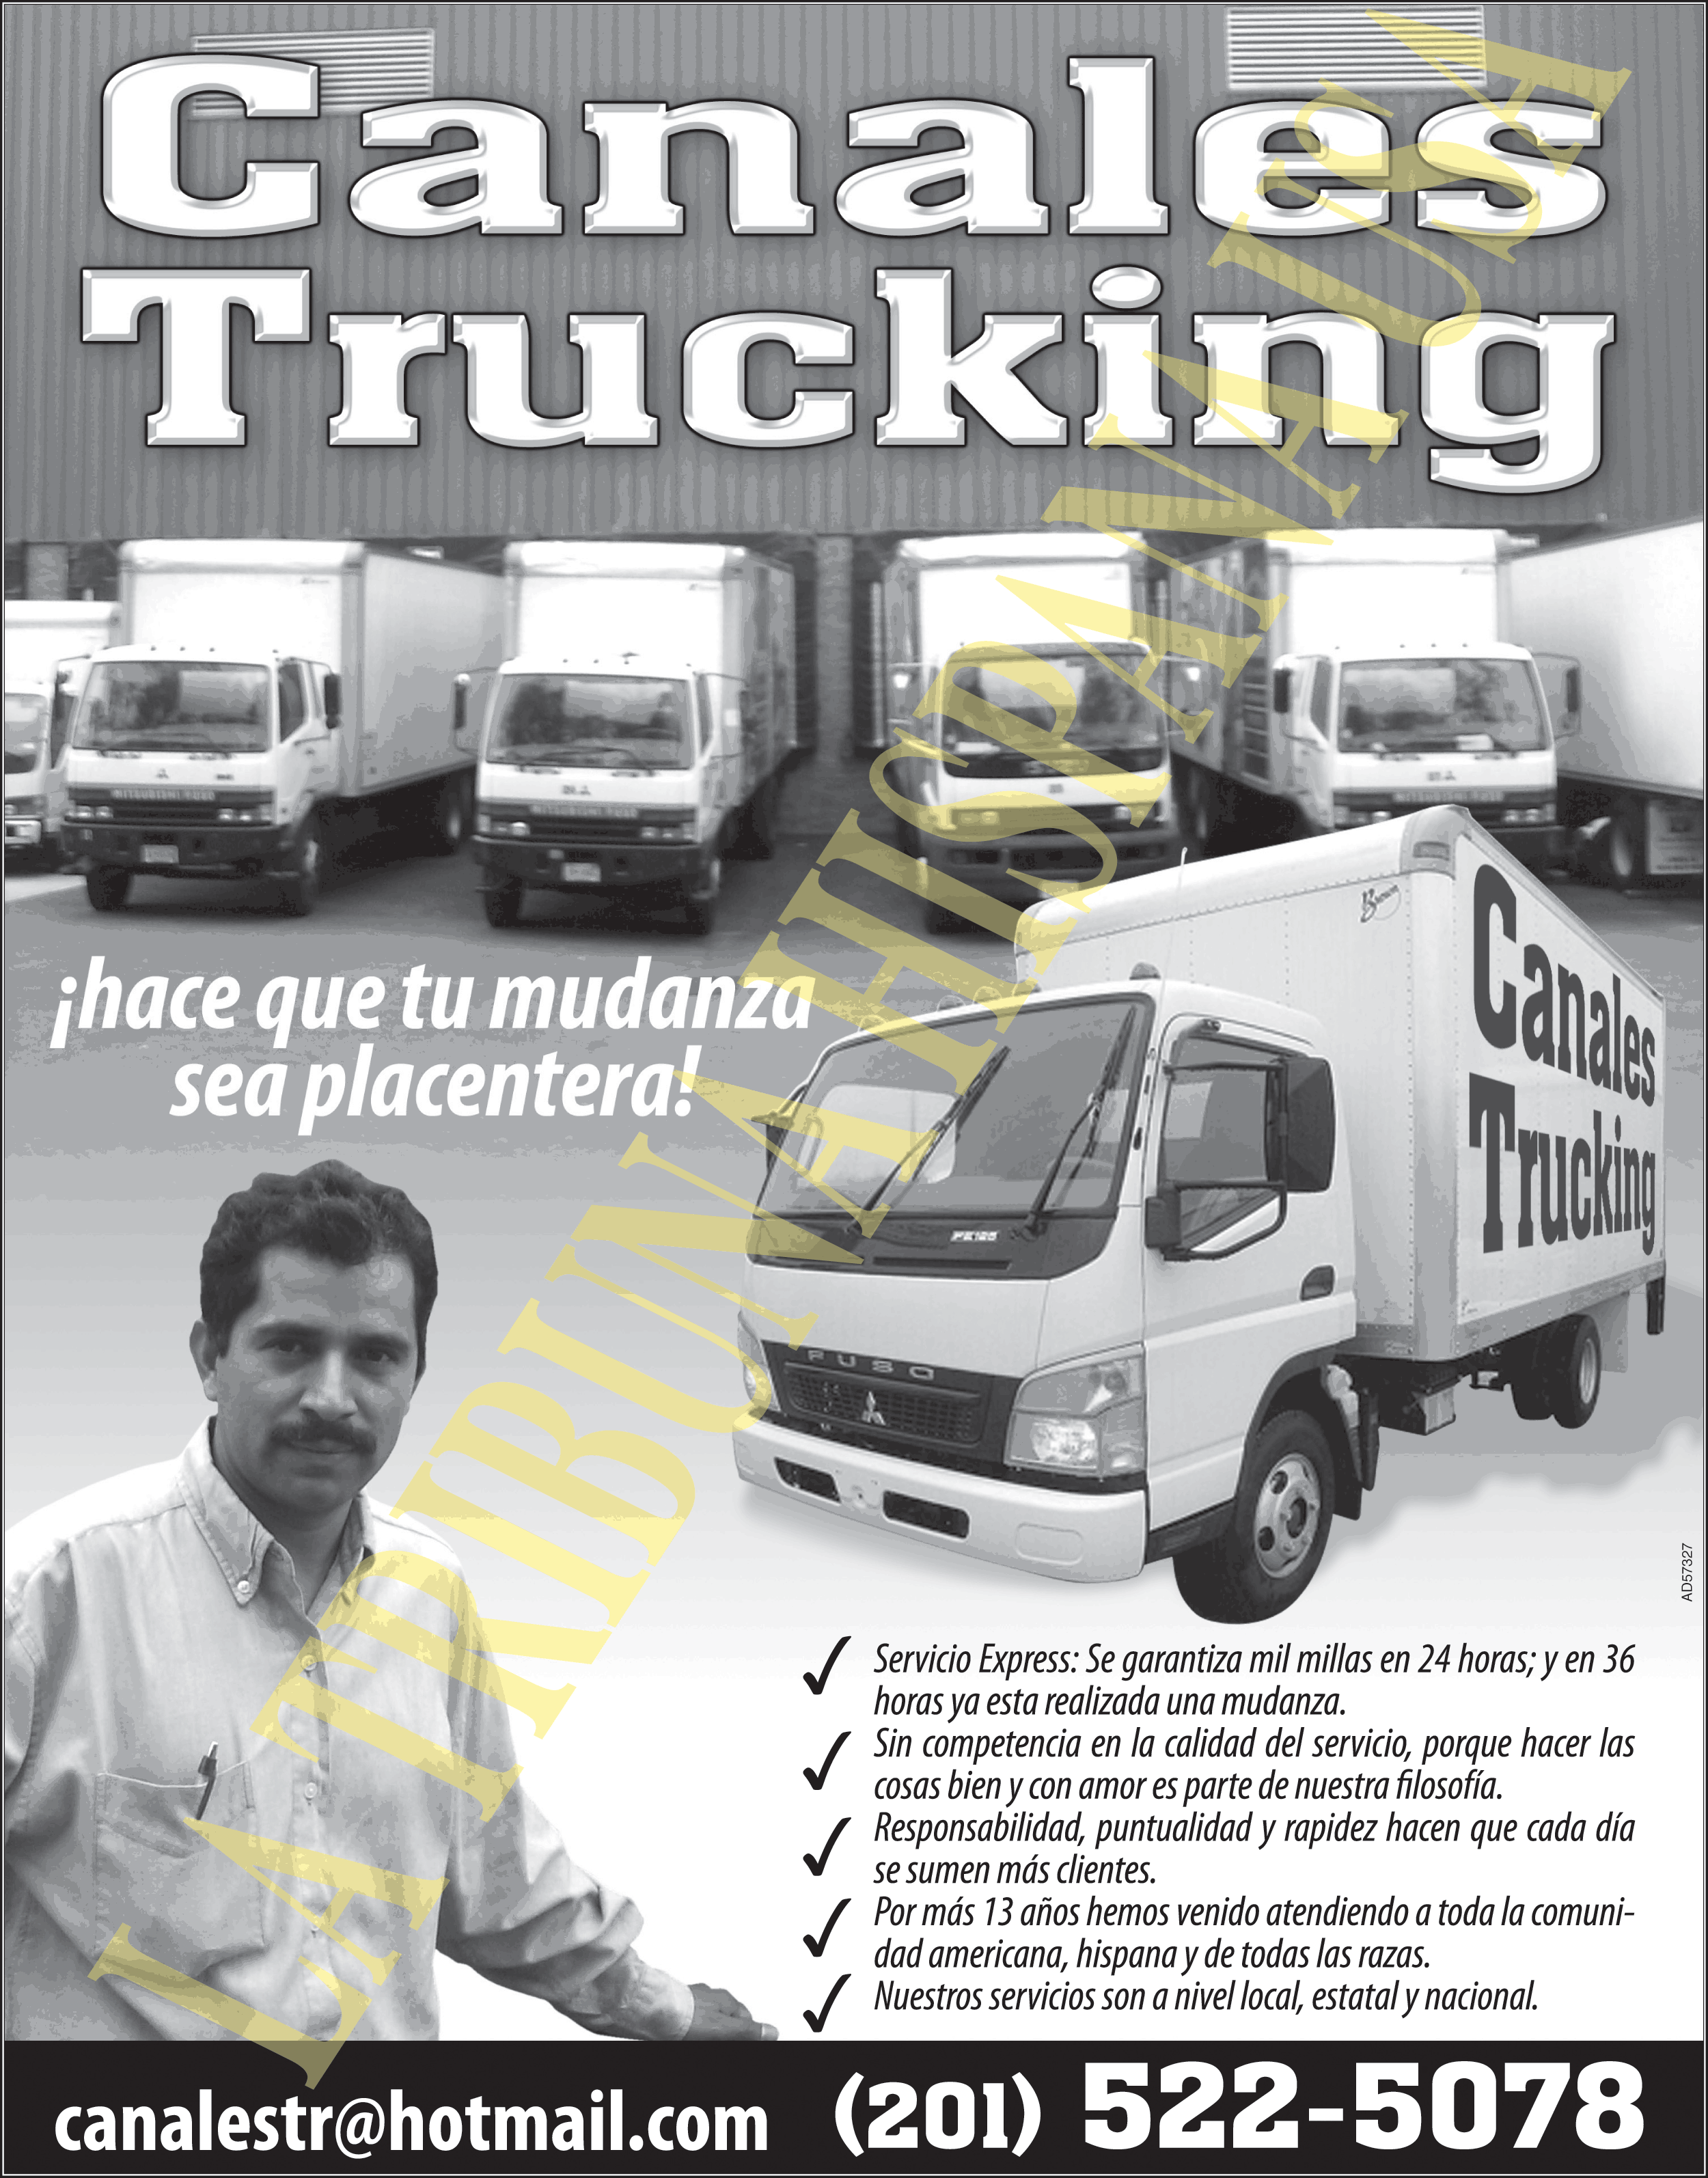 Canales
Trucking
MITSUBISHI FUSO
¡hace que tu mudanza
sea placentera!
Canales
Trucking
FE125
FUSO
LA TRIBUNA HISPANA USA
AD57327
✓ Servicio Express: Se garantiza mil millas en 24 horas; y en 36
horas ya esta realizada una mudanza.
✓ Sin competencia en la calidad del servicio, porque hacer las
cosas bien y con amor es parte de nuestra filosofía.
✓ Responsabilidad, puntualidad y rapidez hacen que cada día
se sumen más clientes.
✓ Por más 13 años hemos venido atendiendo a toda la comuni-
dad americana, hispana y de todas las razas.
✓ Nuestros servicios son a nivel local, estatal y nacional.
canalestr@hotmail.com (201) 522-5078